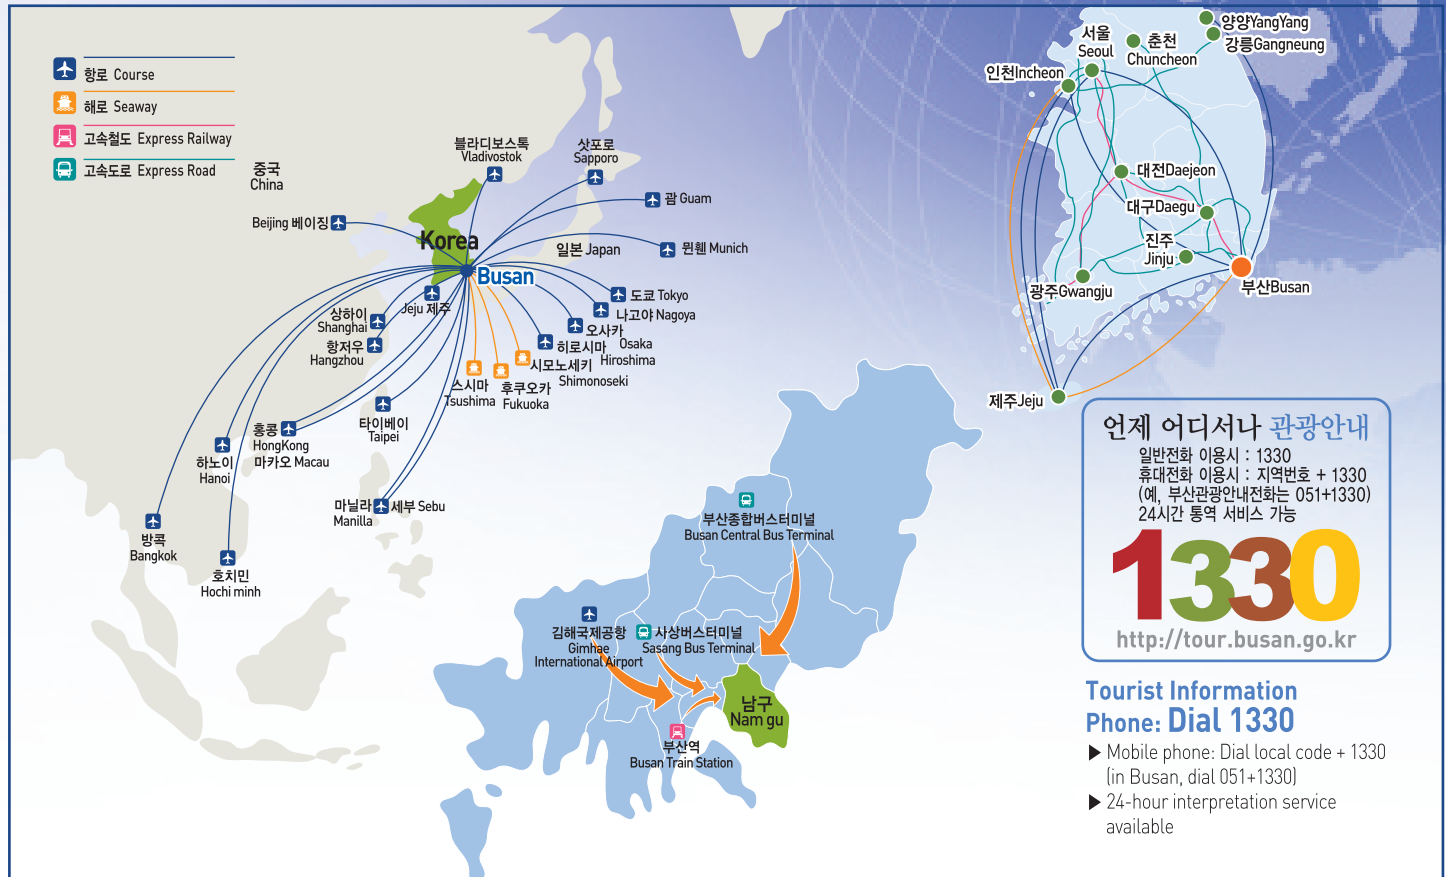 항로 Course
해로 Seaway
고속철도 Express Railway
고속도로 Express Road
중국
China
Beijing 베이징
Korea
Busan
블라디보스톡
Vladivostok
삿포로
Sapporo
괌 Guam
일본 Japan
뮌휀 Munich
도쿄 Tokyo
나고야 Nagoya
오사카
Osaka
히로시마
Hiroshima
시모노세키
Shimonoseki
후쿠오카
Fukuoka
스시마
Tsushima
Jeju 제주
상하이
Shanghai
항저우
Hangzhou
타이베이
Taipei
홍콩
HongKong
마카오 Macau
하노이
Hanoi
마닐라
Manilla
세부 Sebu
방콕
Bangkok
호치민
Hochi minh
양양YangYang
강릉Gangneung
서울
Seoul
춘천
Chuncheon
인천Incheon
대전Daejeon
대구Daegu
진주
Jinju
광주Gwangju
부산Busan
제주Jeju
부산종합버스터미널
Busan Central Bus Terminal
김해국제공항
Gimhae
International Airport
사상버스터미널
Sasang Bus Terminal
남구
Nam gu
부산역
Busan Train Station
언제 어디서나 관광안내
일반전화 이용시 : 1330
휴대전화 이용시 : 지역번호 + 1330
(예, 부산관광안내전화는 051+1330)
24시간 통역 서비스 가능
1330
http://tour.busan.go.kr
Tourist Information
Phone: Dial 1330
▶ Mobile phone: Dial local code + 1330
(in Busan, dial 051+1330)
▶ 24-hour interpretation service
available